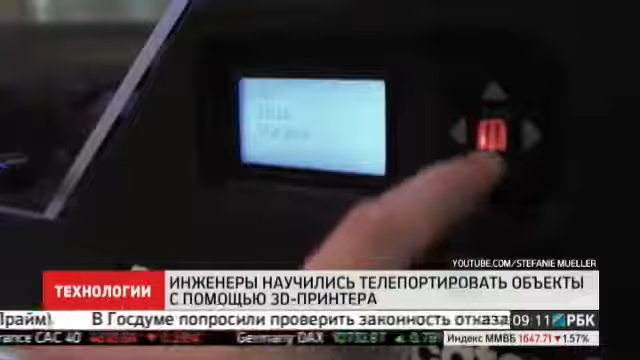 YOUTUBE.COM/STEFANIE MUELLER
ТЕХНОЛОГИИ
ИНЖЕНЕРЫ НАУЧИЛИСЬ ТЕЛЕПОРТИРОВАТЬ ОБЪЕКТЫ
С ПОМОЩЬЮ 3D-ПРИНТЕРА
Прайм) В Госдуме попросили проверить законность отказ
09:11 РБК
France CAC 40 Germany DAX Индекс ММВБ 1647.71 ▼1.57%